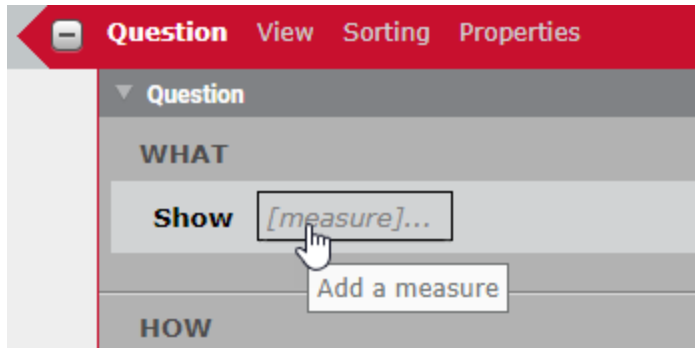 Question View Sorting Properties
Question
WHAT
Show [measure]...
Add a measure
HOW